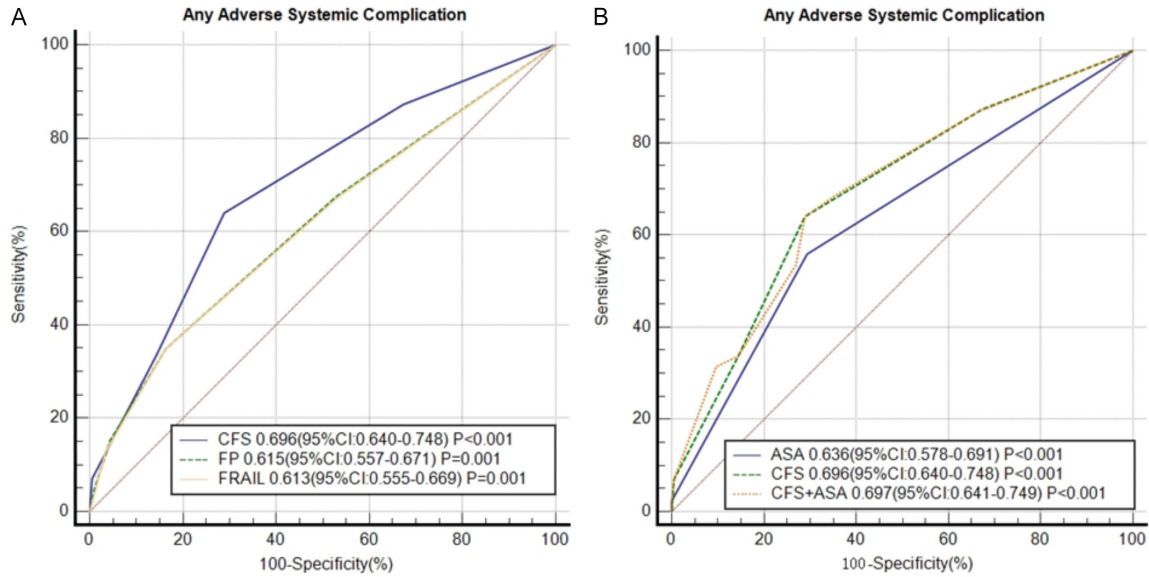 A
Any Adverse Systemic Complication
100
80
60
40
20
0
Sensitivity(%)
CFS 0.696(95%CI:0.640-0.748) P<0.001
FP 0.615(95%CI:0.557-0.671) P=0.001
FRAIL 0.613(95%CI:0.555-0.669) P=0.001
0 20 40 60 80 100
100-Specificity(%)
B
Any Adverse Systemic Complication
100
80
60
40
20
0
Sensitivity(%)
ASA 0.636(95%CI:0.578-0.691) P<0.001
CFS 0.696(95%CI:0.640-0.748) P<0.001
CFS+ASA 0.697(95%CI:0.641-0.749) P<0.001
0 20 40 60 80 100
100-Specificity(%)